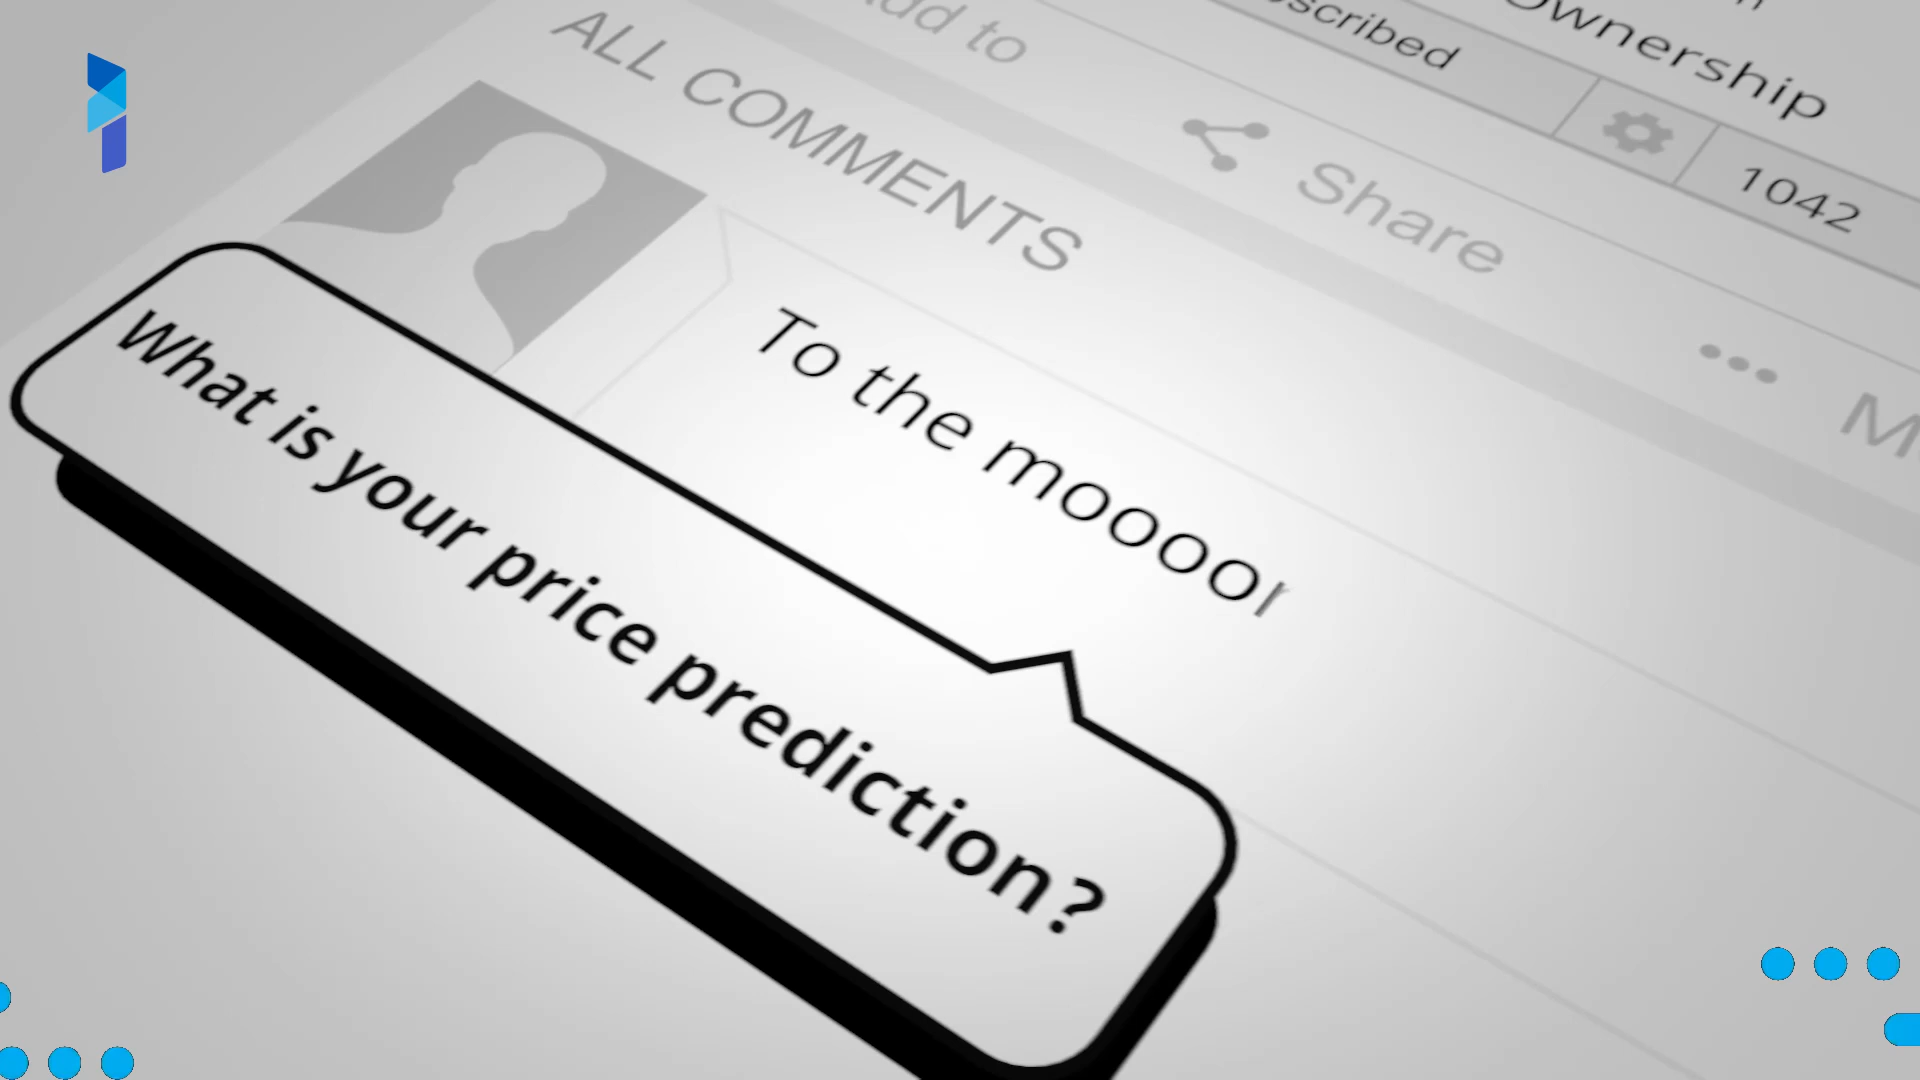 Ownership
scribed
1042
dd to
Share
ALL COMMENTS
To the moooo
What is your price prediction?